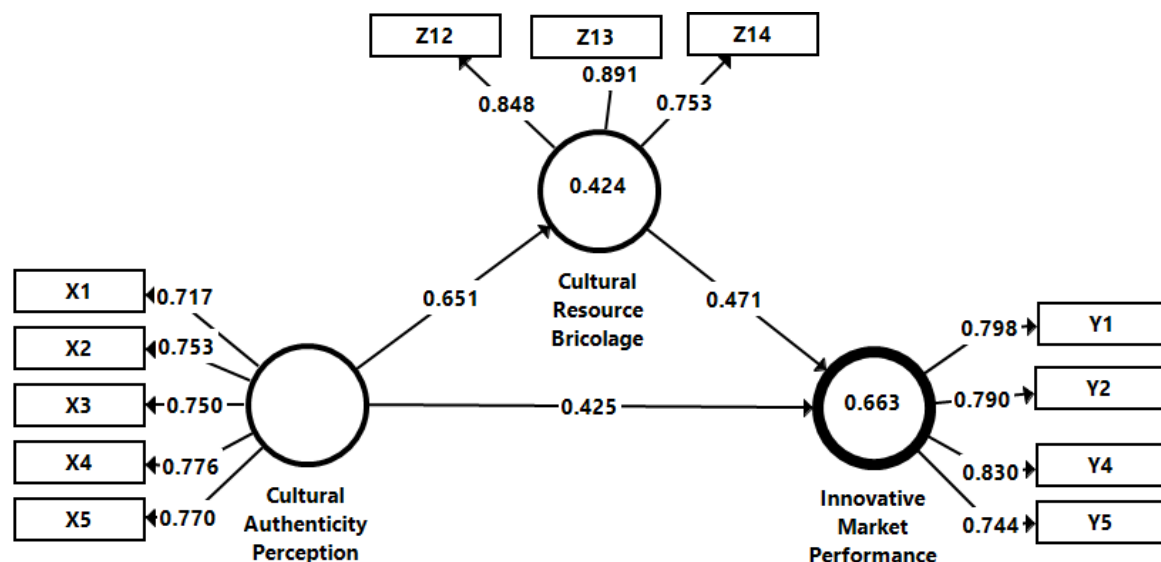 Z12
Z13
Z14
0.848
0.891
0.753
0.424
Cultural
Resource
Bricolage
0.651
0.471
X1
X2
X3
X4
X5
0.717
0.753
0.750
0.776
0.770
Cultural
Authenticity
Perception
0.425
0.663
Innovative
Market
Performance
0.798
0.790
0.830
0.744
Y1
Y2
Y4
Y5